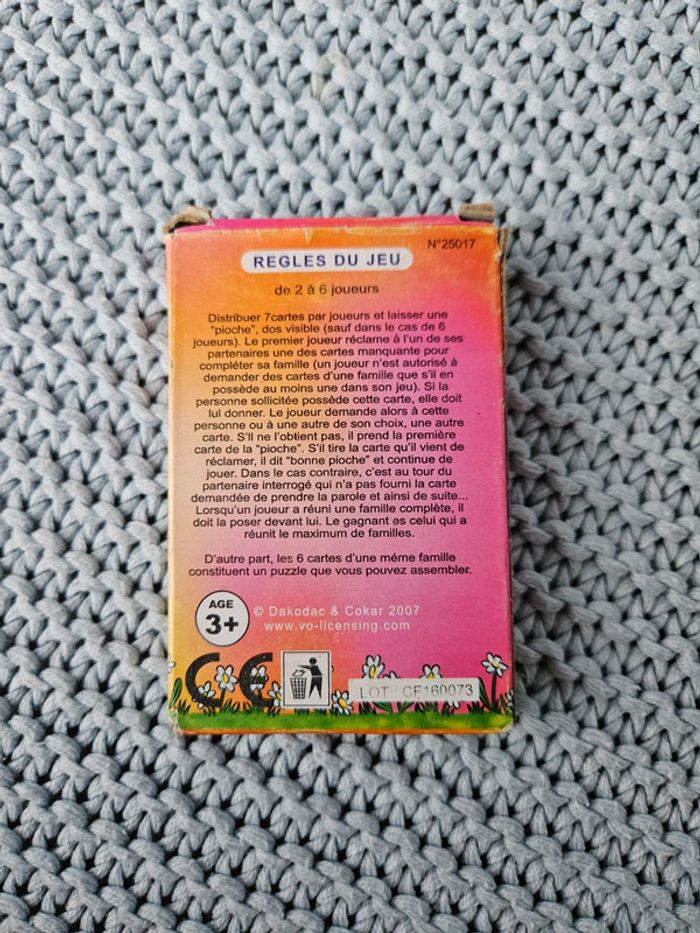 N°25017
REGLES DU JEU
de 2 à 6 joueurs
Distribuer 7cartes par joueurs et laisser une
"pioche", dos visible (sauf dans le cas de 6
joueurs). Le premier joueur réclame á l'un de ses
partenaires une des cartes manquante pour
compléter sa famille (un joueur n'est autorisé à
demander des cartes d'une famille que s'il en
possède au moins une dans son jeu). Si la
personne sollicitée possède cette carte, elle doit
lul donner. Le joueur demande alors à cette
personne ou à une autre de son choix, une autre
carte. S'Il ne l'obtient pas, il prend la première
carte de la "pioche". S'il tire la carte qu'il vient de
réclamer, il dit "bonne pioche" et continue de
jouer. Dans le cas contraire, c'est au tour du
partenaire interrogé qui n'a pas fourni la carte
demandée de prendre la parole et ainsi de suite...
Lorsqu'un joueur a réuni une famille complète, il
doit la poser devant lui. Le gagnant es celui qui a
réunit le maximum de familles.
D'autre part, les 6 cartes d'une méme famille
constituent un puzzle que vous pouvez assembler.
AGE
3+
© Dakodac & Cokar 2007
www.vo-licensing.com
CE
LOT : CF160073